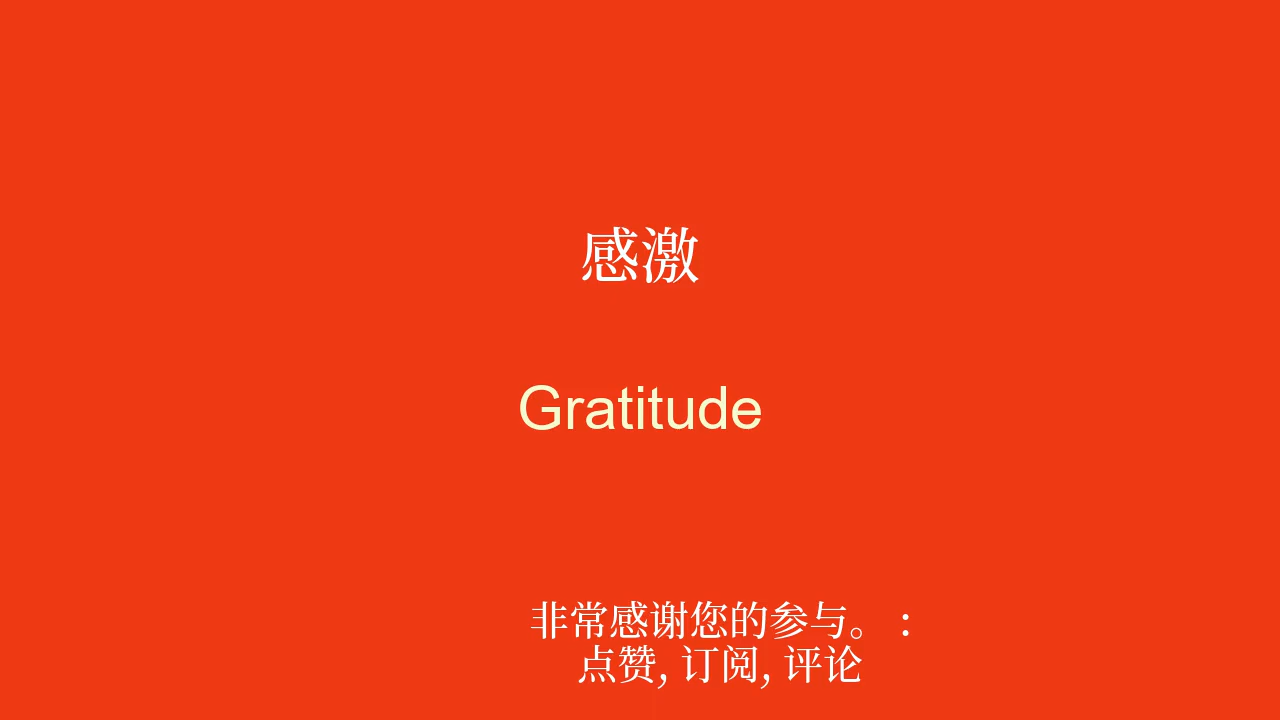 感激
Gratitude
非常感谢您的参与。 :
点赞, 订阅, 评论